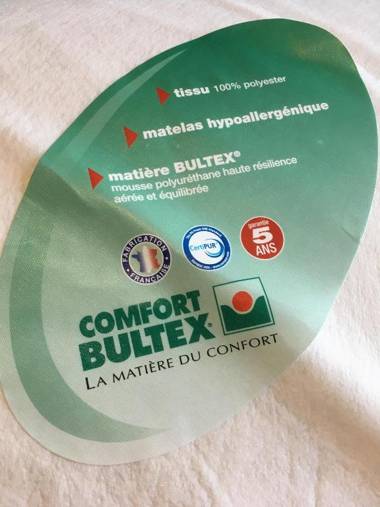 tissu 100% polyester
matelas hypoallergénique
matière BULTEX®
mousse polyuréthane haute résilience
aérée et équilibrée
FABRICATION
FRANÇAISE
CertiPUR
garantie
5
ANS
COMFORT
BULTEX®
LA MATIÈRE DU CONFORT